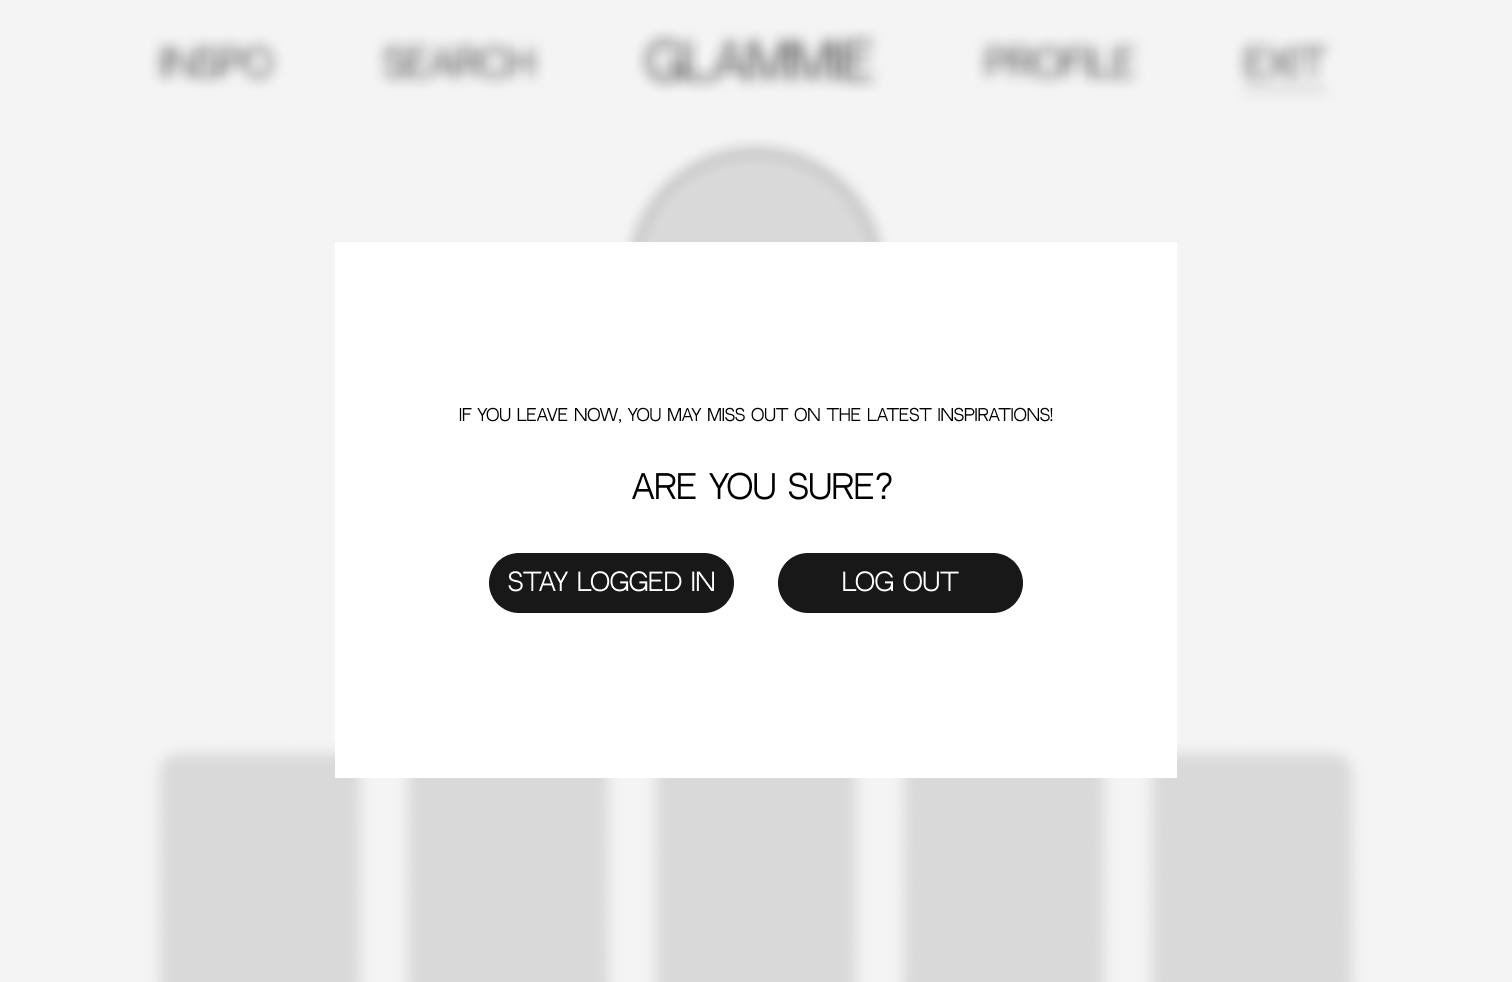 INSPO SEARCH GLAMMIE PROFILE EXIT
IF YOU LEAVE NOW, YOU MAY MISS OUT ON THE LATEST INSPIRATIONS!
ARE YOU SURE?
STAY LOGGED IN LOG OUT